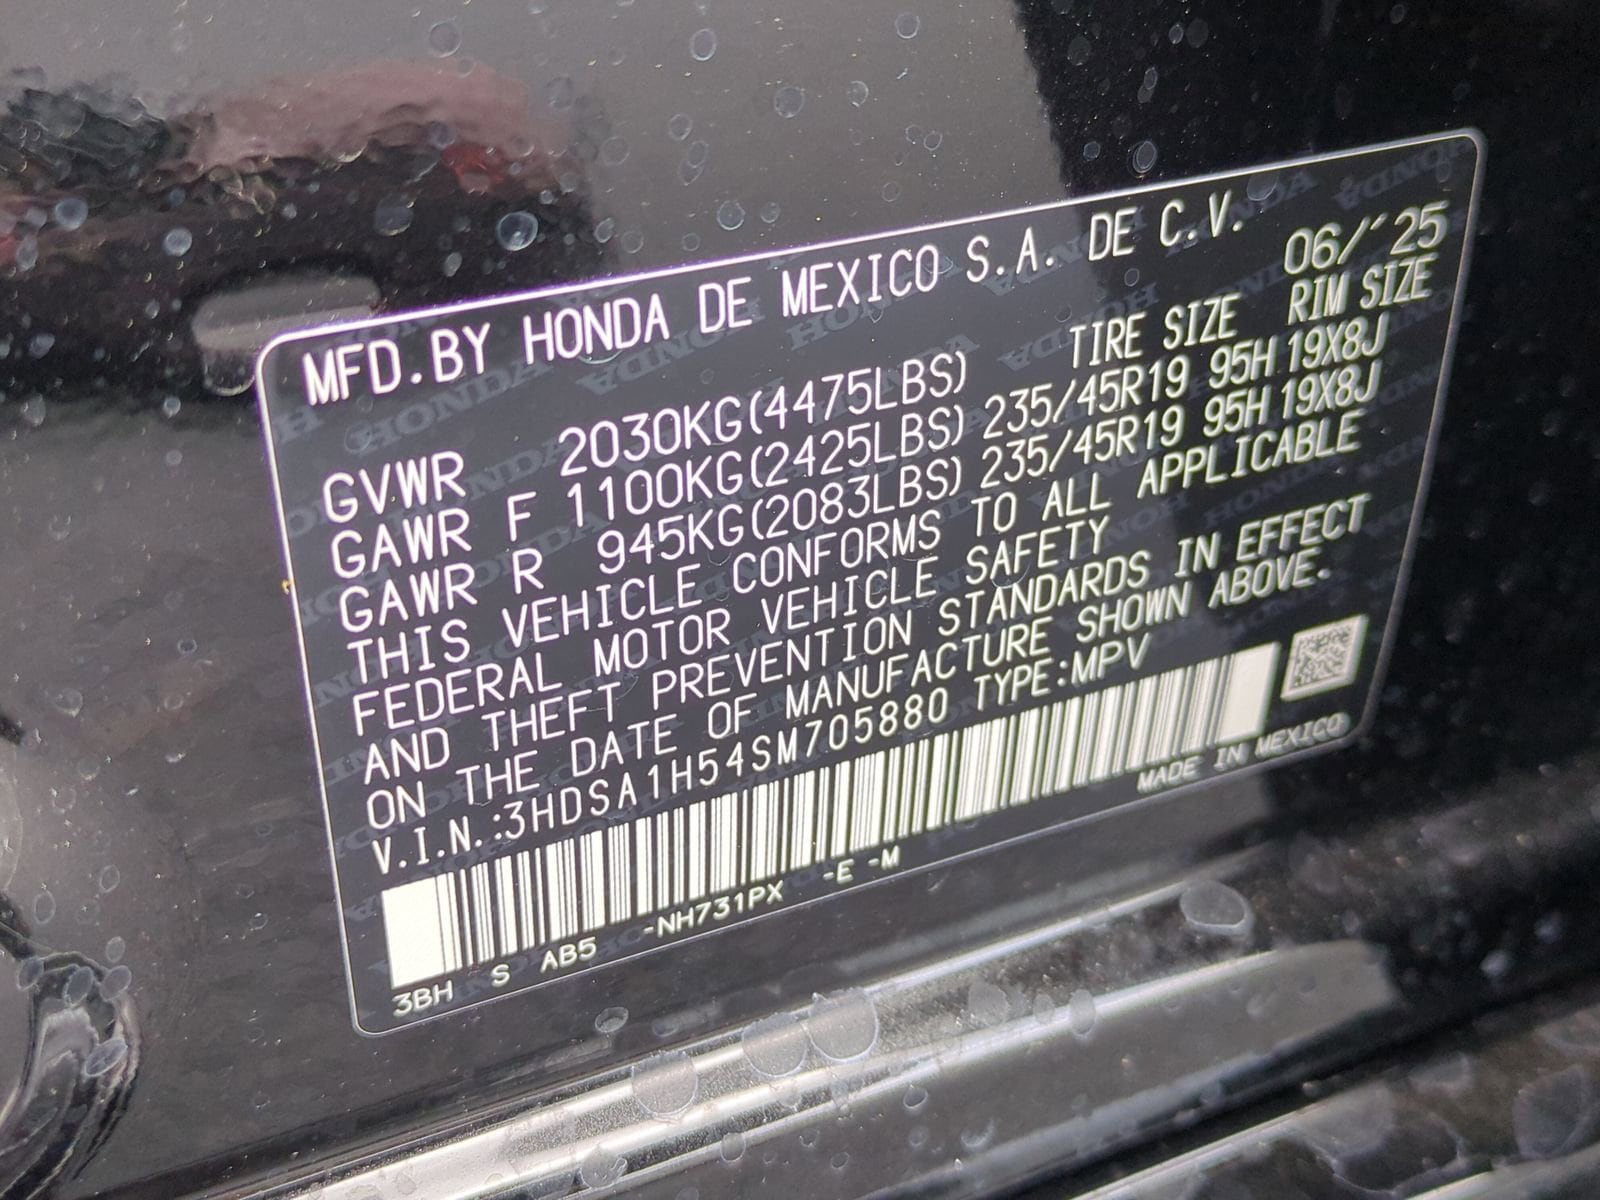 MFD.BY HONDA DE MEXICO S.A. DE C.V.
06/´25
TIRE SIZE RIM SIZE
GVWR 2030KG(4475LBS)
GAWR F 1100KG(2425LBS) 235/45R19 95H 19X8J
GAWR R 945KG(2083LBS) 235/45R19 95H 19X8J
THIS VEHICLE CONFORMS TO ALL APPLICABLE
FEDERAL MOTOR VEHICLE SAFETY
AND THEFT PREVENTION STANDARDS IN EFFECT
ON THE DATE OF MANUFACTURE SHOWN ABOVE.
V.I.N.:3HDSA1H54SM705880 TYPE:MPV
MADE IN MEXICO
3BH S AB5 -NH731PX -E -M